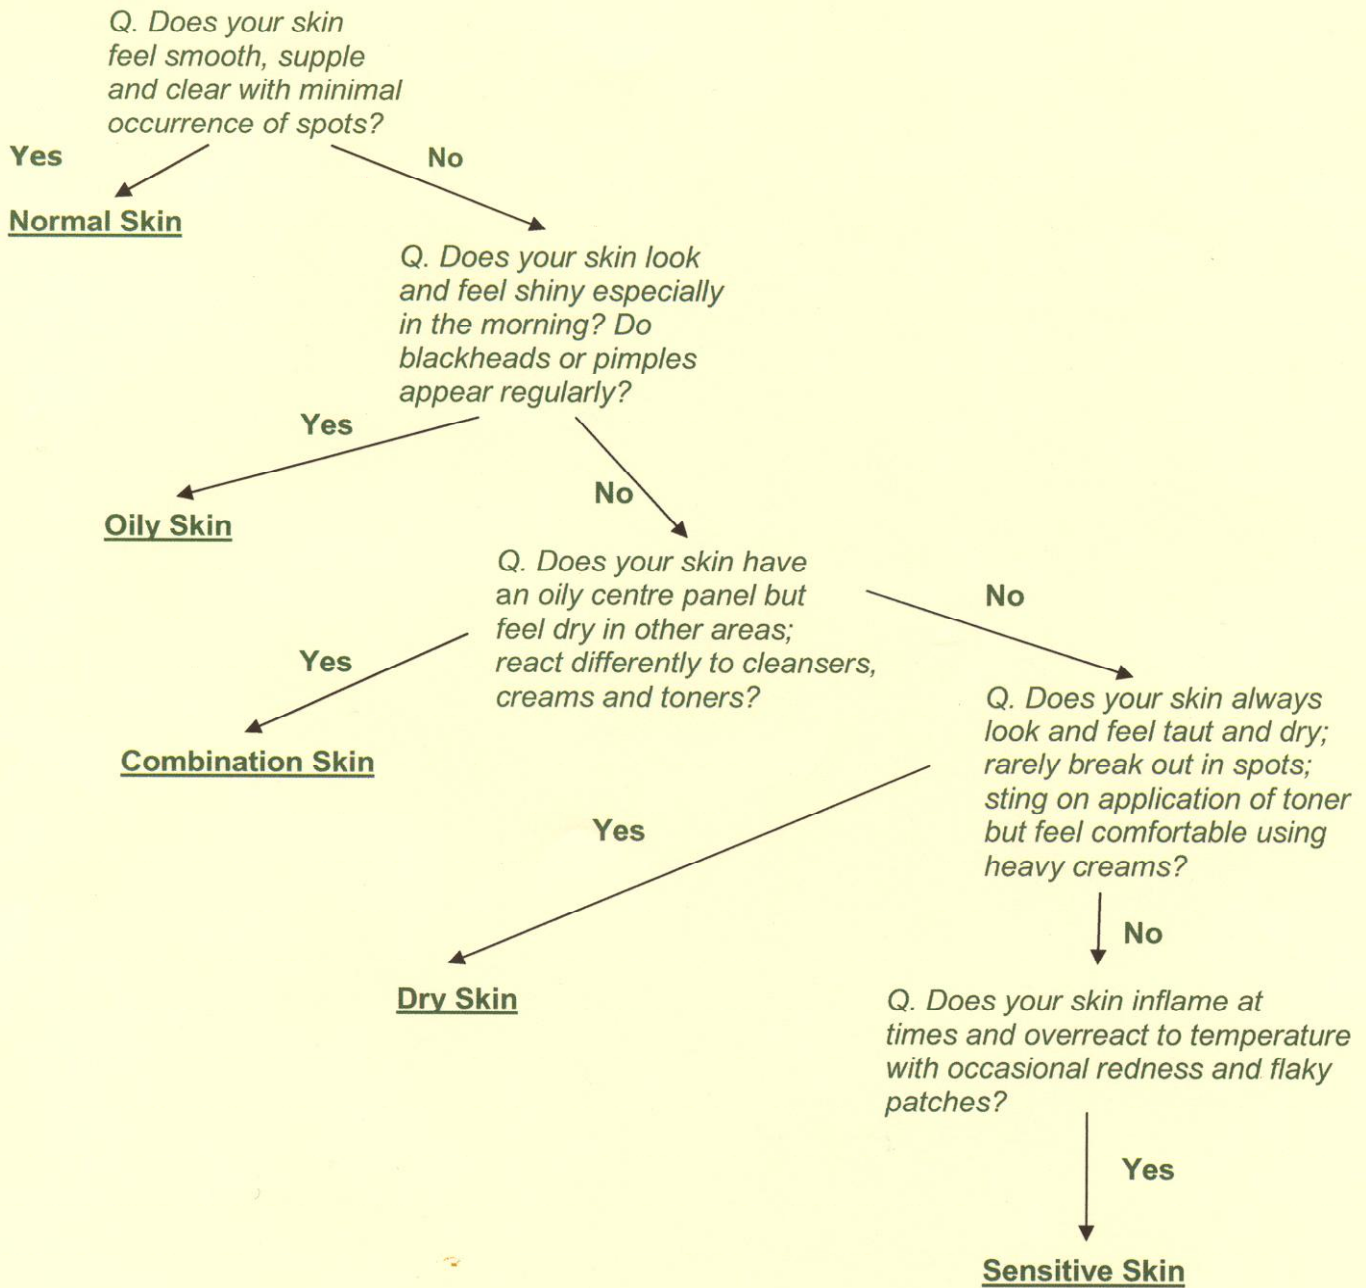 Q. Does your skin
feel smooth, supple
and clear with minimal
occurrence of spots?
Yes
No
Normal Skin
Q. Does your skin look
and feel shiny especially
in the morning? Do
blackheads or pimples
appear regularly?
Yes
No
Oily Skin
Q. Does your skin have
an oily centre panel but
feel dry in other areas;
react differently to cleansers,
creams and toners?
Yes
No
Combination Skin
Q. Does your skin always
look and feel taut and dry;
rarely break out in spots;
sting on application of toner
but feel comfortable using
heavy creams?
Yes
No
Dry Skin
Q. Does your skin inflame at
times and overreact to temperature
with occasional redness and flaky
patches?
Yes
Sensitive Skin